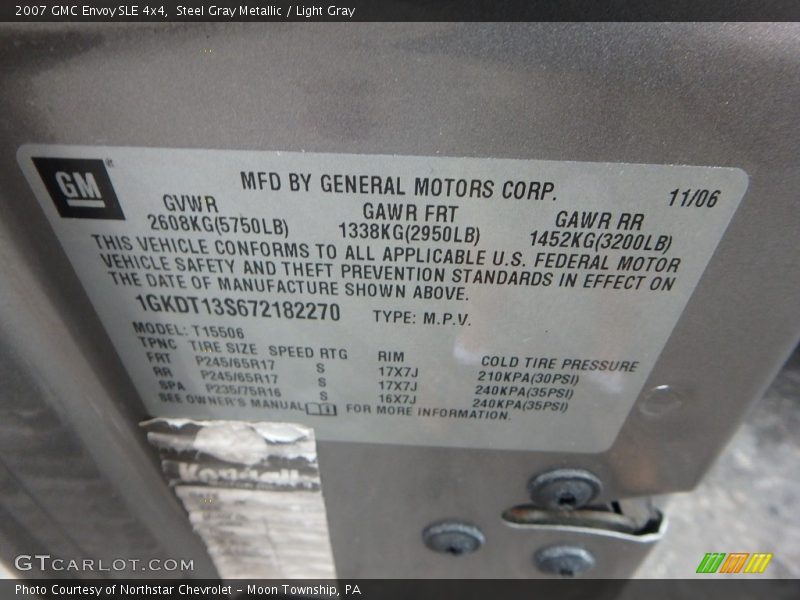 2007 GMC Envoy SLE 4x4, Steel Gray Metallic / Light Gray
GM
MFD BY GENERAL MOTORS CORP. 11/06
GVWR GAWR FRT GAWR RR
2608KG(5750LB) 1338KG(2950LB) 1452KG(3200LB)
THIS VEHICLE CONFORMS TO ALL APPLICABLE U.S. FEDERAL MOTOR
VEHICLE SAFETY AND THEFT PREVENTION STANDARDS IN EFFECT ON
THE DATE OF MANUFACTURE SHOWN ABOVE.
1GKDT13S672182270 TYPE: M.P.V.
MODEL: T15506
TPNC TIRE SIZE SPEED RTG RIM COLD TIRE PRESSURE
FRT P245/65R17 S 17X7J 210KPA(30PSI)
RR P245/65R17 S 17X7J 240KPA(35PSI)
SPA P235/75R16 S 16X7J 240KPA(35PSI)
SEE OWNER'S MANUAL FOR MORE INFORMATION.
Kendall
GTCARLOT.COM
Photo Courtesy of Northstar Chevrolet - Moon Township, PA